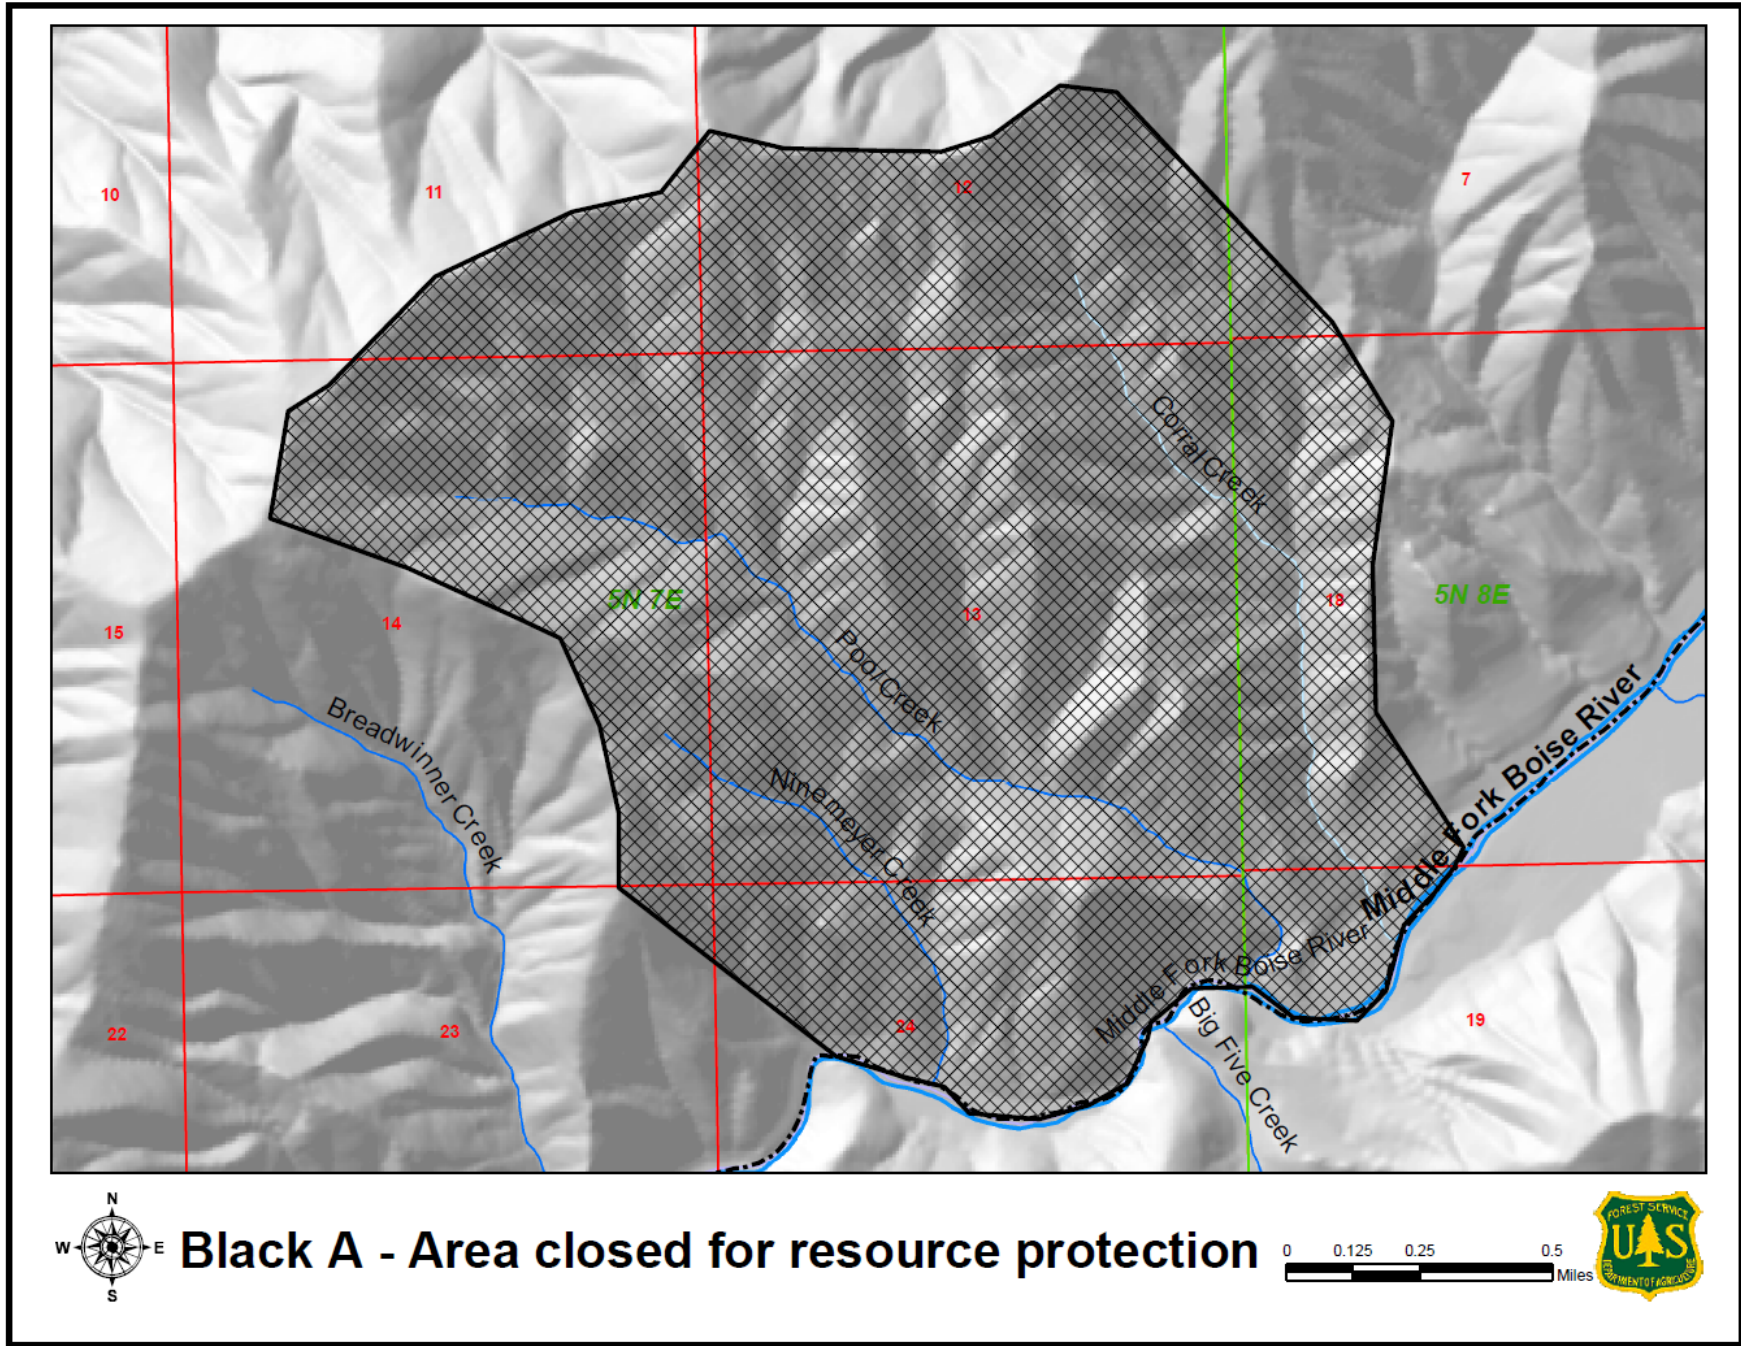 10
11
12
7
Corral Creek
5N 7E
13
18
5N 8E
15
14
Pool Creek
Breadwinner Creek
Ninemeyer Creek
Middle Fork Boise River
Middle Fork Boise River
Big Five Creek
22
23
24
19
N
W E
S
Black A - Area closed for resource protection
0 0.125 0.25 0.5
Miles
FOREST SERVICE
U S
DEPARTMENT OF AGRICULTURE